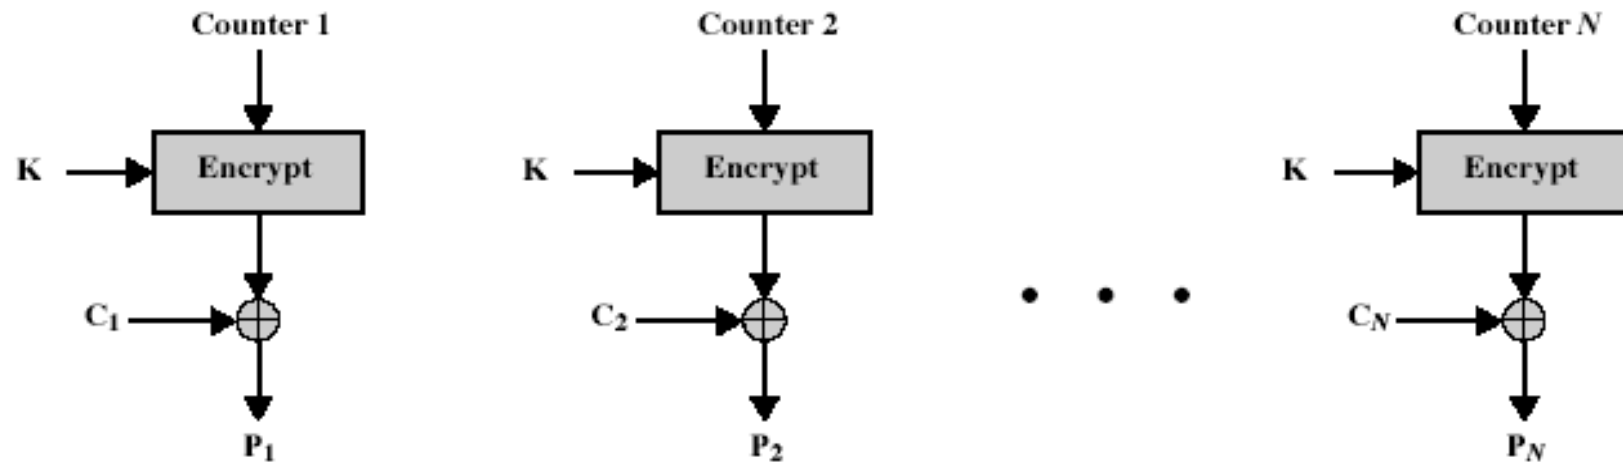 Counter 1
Counter 2
Counter N
K
Encrypt
K
Encrypt
K
Encrypt
C1
C2
CN
P1
P2
PN